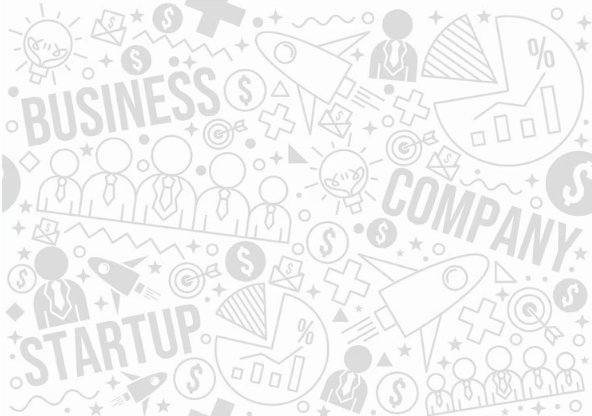 BUSINESS
%
COMPANY
STARTUP
%